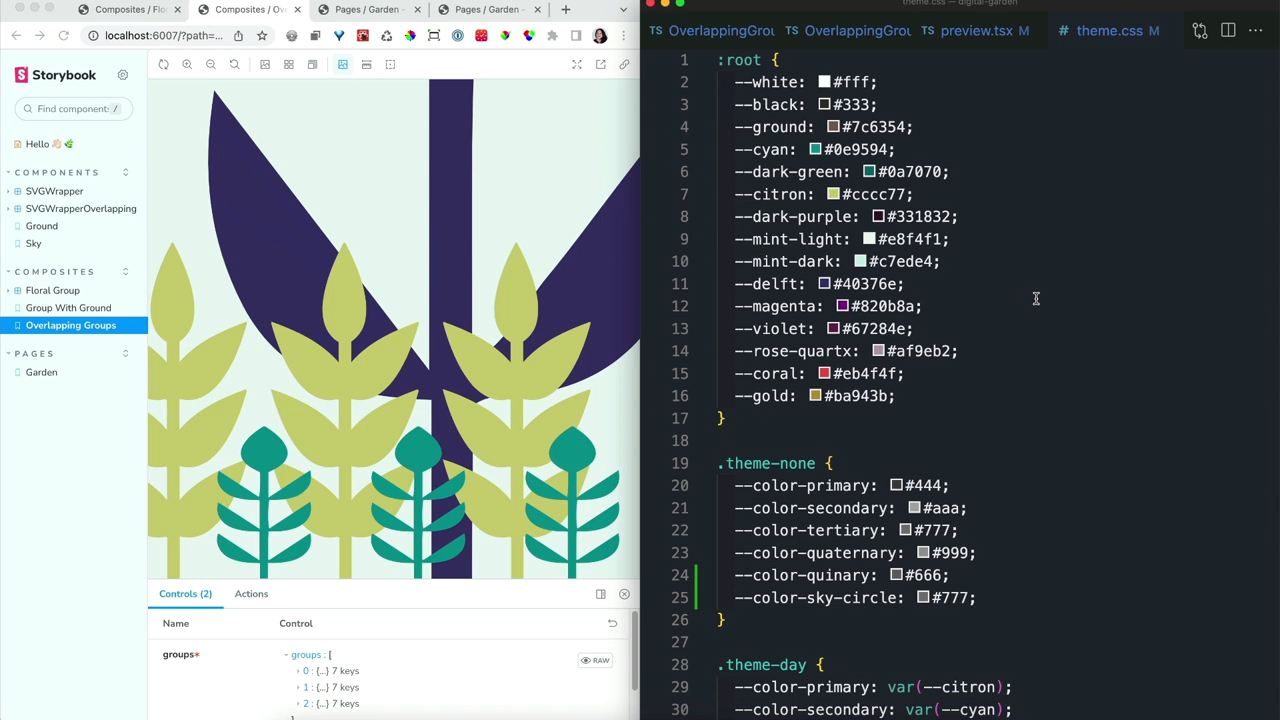 Composites / Flo
Composites / Ove
Pages / Garden -
Pages / Garden -
localhost:6007/?path=...
Storybook
Find component: /
Hello
COMPONENTS
SVGWrapper
SVGWrapperOverlapping
Ground
Sky
COMPOSITES
Floral Group
Group With Ground
Overlapping Groups
PAGES
Garden
Controls (2)
Actions
Name
Control
groups*
groups : [
0 : {...} 7 keys
1 : {...} 7 keys
2 : {...} 7 keys
]
RAW
theme.css — digital-garden
TS OverlappingGrou
TS OverlappingGrou
TS preview.tsx M
# theme.css M
1 :root {
2 --white: #fff;
3 --black: #333;
4 --ground: #7c6354;
5 --cyan: #0e9594;
6 --dark-green: #0a7070;
7 --citron: #cccc77;
8 --dark-purple: #331832;
9 --mint-light: #e8f4f1;
10 --mint-dark: #c7ede4;
11 --delft: #40376e;
12 --magenta: #820b8a;
13 --violet: #67284e;
14 --rose-quartx: #af9eb2;
15 --coral: #eb4f4f;
16 --gold: #ba943b;
17 }
18
19 .theme-none {
20 --color-primary: #444;
21 --color-secondary: #aaa;
22 --color-tertiary: #777;
23 --color-quaternary: #999;
24 --color-quinary: #666;
25 --color-sky-circle: #777;
26 }
27
28 .theme-day {
29 --color-primary: var(--citron);
30 --color-secondary: var(--cyan);